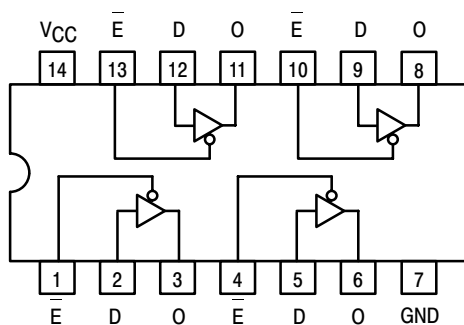 VCC E̅ D O E̅ D O
14 13 12 11 10 9 8
1 2 3 4 5 6 7
E̅ D O E̅ D O GND